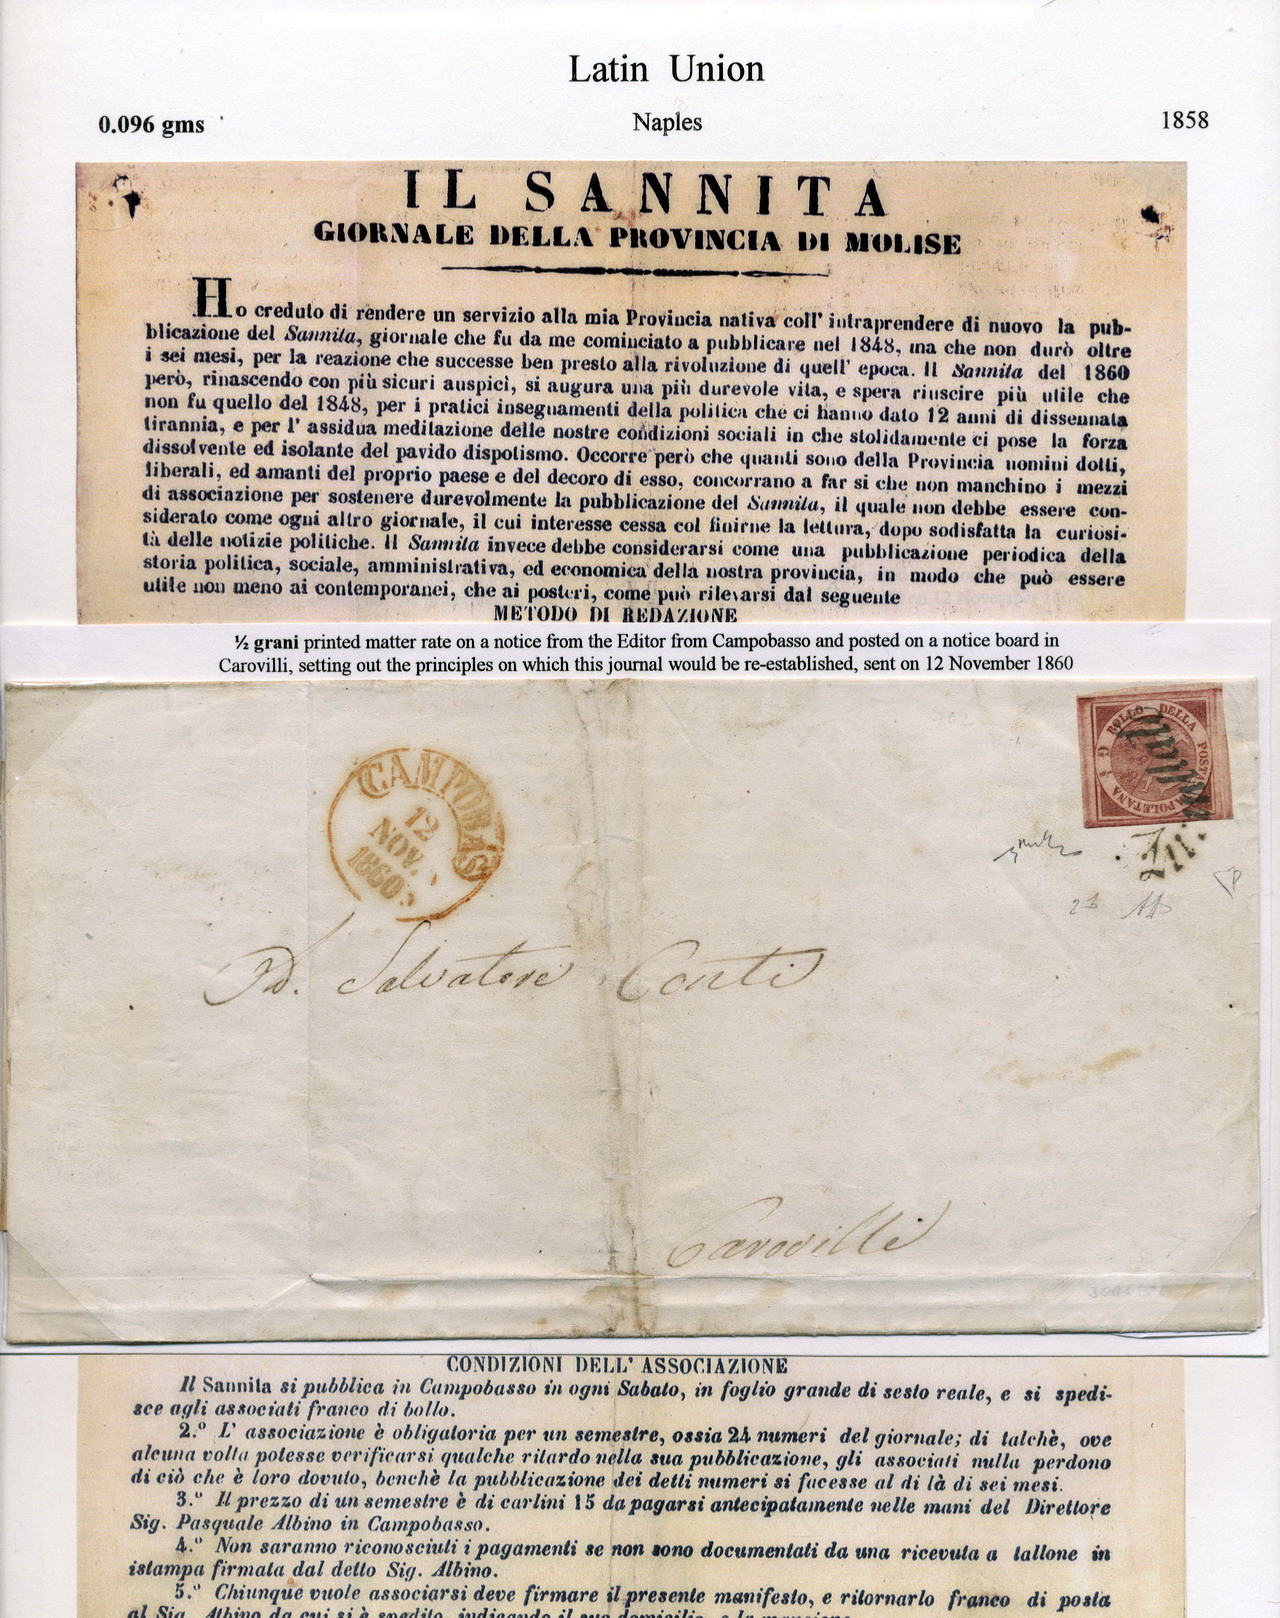 Latin Union
0.096 gms
Naples
1858
IL SANNITA
GIORNALE DELLA PROVINCIA DI MOLISE
Ho creduto di rendere un servizio alla mia Provincia nativa coll' intraprendere di nuovo la pub-
blicazione del Sannita, giornale che fu da me cominciato a pubblicare nel 1848, ma che non durò oltre
i sei mesi, per la reazione che successe ben presto alla rivoluzione di quell' epoca. Il Sannita del 1860
però, rinascendo con più sicuri auspicî, si augura una più durevole vita, e spera riuscire più utile che
non fu quello del 1848, per i pratici insegnamenti della politica che ci hanno dato 12 anni di dissennata
tirannia, e per l' assidua meditazione delle nostre condizioni sociali in che stolidamente ci pose la forza
dissolvente ed isolante del pavido dispotismo. Occorre però che quanti sono della Provincia uomini dotti,
liberali, ed amanti del proprio paese e del decoro di esso, concorrano a far si che non manchino i mezzi
di associazione per sostenere durevolmente la pubblicazione del Sannita, il quale non debbe essere con-
siderato come ogni altro giornale, il cui interesse cessa col finirne la lettura, dopo sodisfatta la curiosi-
tà delle notizie politiche. Il Sannita invece debbe considerarsi come una pubblicazione periodica della
storia politica, sociale, amministrativa, ed economica della nostra provincia, in modo che può essere
utile non meno ai contemporanei, che ai posteri, come può rilevarsi dal seguente
METODO DI REDAZIONE
½ grani printed matter rate on a notice from the Editor from Campobasso and posted on a notice board in
Carovilli, setting out the principles on which this journal would be re-established, sent on 12 November 1860
G BOLLO DELLA POSTA NAPOLETANA
CAMPOBAS
12
NOV.
1860
D. Salvatore Conti
Carovilli
CONDIZIONI DELL' ASSOCIAZIONE
Il Sannita si pubblica in Campobasso in ogni Sabato, in foglio grande di sesto reale, e si spedi-
sce agli associati franco di bollo.
2.° L' associazione è obligatoria per un semestre, ossia 24 numeri del giornale; di talchè, ove
alcuna volta potesse verificarsi qualche ritardo nella sua pubblicazione, gli associati nulla perdono
di ciò che è loro dovuto, benchè la pubblicazione dei detti numeri si facesse al di là di sei mesi.
3.° Il prezzo di un semestre è di carlini 15 da pagarsi antecipatamente nelle mani del Direttore
Sig. Pasquale Albino in Campobasso.
4.° Non saranno riconosciuti i pagamenti se non sono documentati da una ricevuta a tallone in
istampa firmata dal detto Sig. Albino.
5.° Chiunque vuole associarsi deve firmare il presente manifesto, e ritornarlo franco di posta
al Sig. Albino da cui si è spedito, indicando il suo domicilio, e la